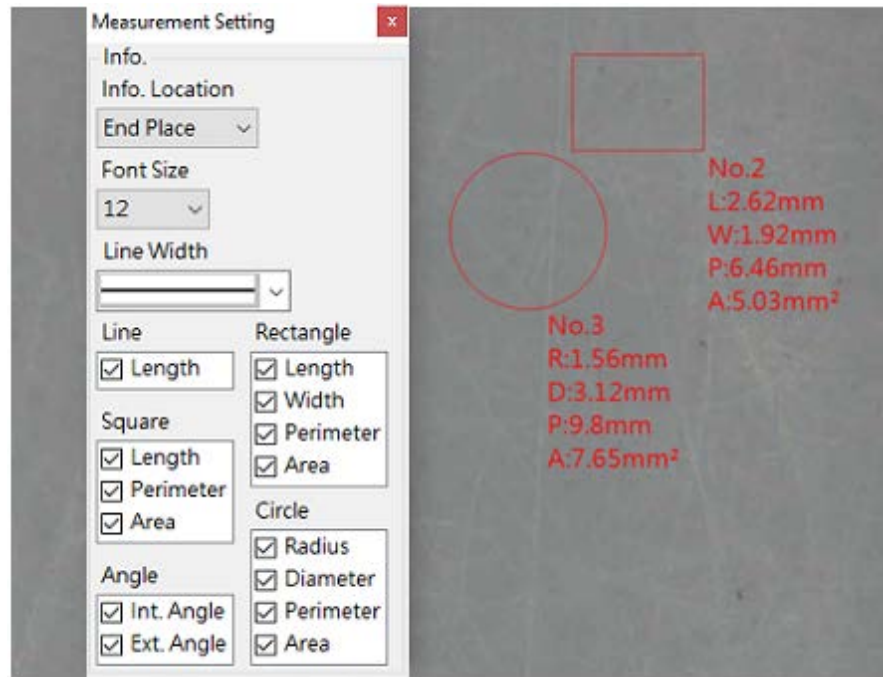 Measurement Setting
x
Info.
Info. Location
End Place
Font Size
12
Line Width
Line
Length
Square
Length
Perimeter
Area
Angle
Int. Angle
Ext. Angle
Rectangle
Length
Width
Perimeter
Area
Circle
Radius
Diameter
Perimeter
Area
No.2
L:2.62mm
W:1.92mm
P:6.46mm
A:5.03mm²
No.3
R:1.56mm
D:3.12mm
P:9.8mm
A:7.65mm²